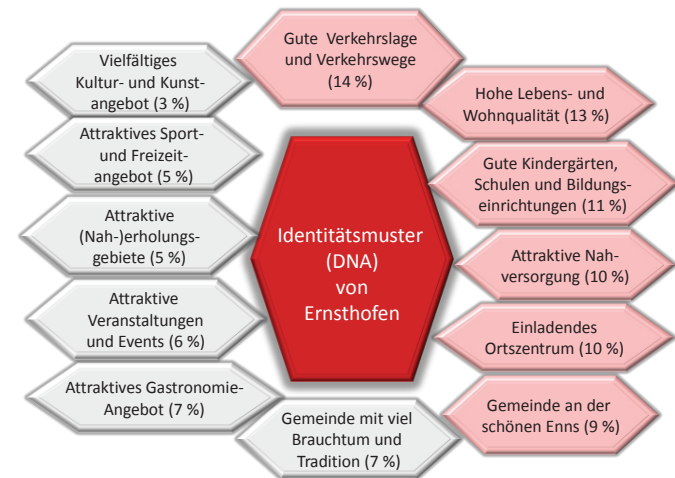 Gute Verkehrslage
und Verkehrswege
(14 %)
Hohe Lebens- und
Wohnqualität (13 %)
Gute Kindergärten,
Schulen und Bildungs-
einrichtungen (11 %)
Attraktive Nah-
versorgung (10 %)
Einladendes
Ortszentrum (10 %)
Gemeinde an der
schönen Enns (9 %)
Gemeinde mit viel
Brauchtum und
Tradition (7 %)
Attraktives Gastronomie-
Angebot (7 %)
Attraktive
Veranstaltungen
und Events (6 %)
Attraktive
(Nah-)erholungs-
gebiete (5 %)
Attraktives Sport-
und Freizeit-
angebot (5 %)
Vielfältiges
Kultur- und Kunst-
angebot (3 %)
Identitätsmuster
(DNA)
von
Ernsthofen